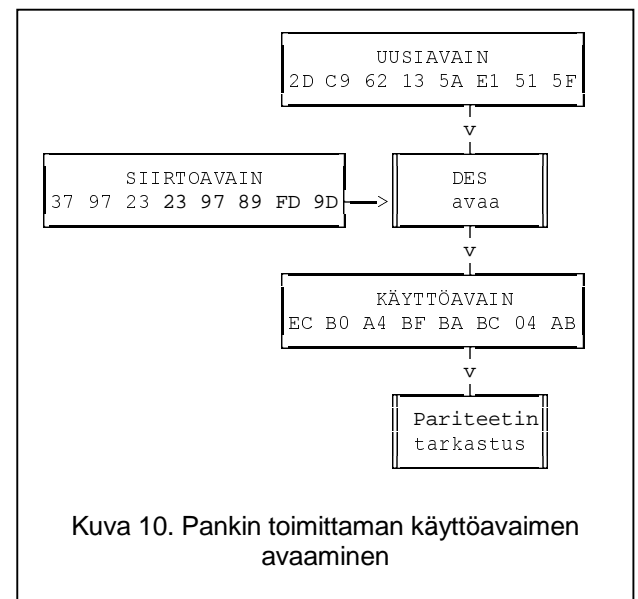 UUSIAVAIN
2D C9 62 13 5A E1 51 5F
v
SIIRTOAVAIN
37 97 23 23 97 89 FD 9D
>
DES
avaa
v
KÄYTTÖAVAIN
EC B0 A4 BF BA BC 04 AB
v
Pariteetin
tarkastus
Kuva 10. Pankin toimittaman käyttöavaimen
avaaminen